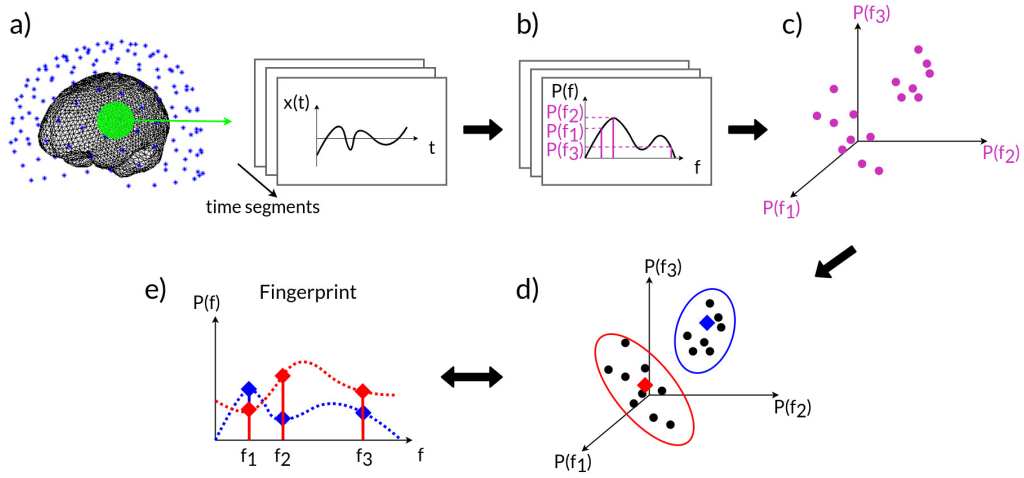 a)
x(t)
t
time segments
b)
P(f)
P(f2)
P(f1)
P(f3)
f
c)
P(f3)
P(f2)
P(f1)
e)
Fingerprint
P(f)
f1 f2 f3 f
d)
P(f3)
P(f2)
P(f1)